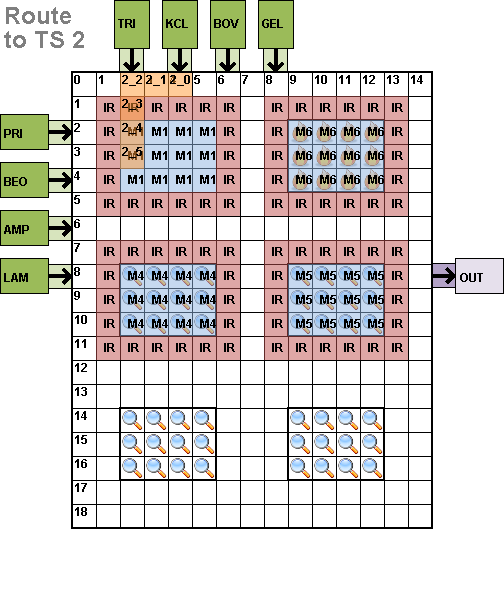 Route
to TS 2
TRI KCL BOV GEL
0 1 2_2 2_1 2_0 5 6 7 8 9 10 11 12 13 14
1 IR 2_3 IR IR IR IR IR IR IR IR IR IR
PRI 2 IR 2_4 M1 M1 M1 IR IR M6 M6 M6 M6 IR
3 IR 2_5 M1 M1 M1 IR IR M6 M6 M6 M6 IR
BEO 4 IR M1 M1 M1 M1 IR IR M6 M6 M6 M6 IR
5 IR IR IR IR IR IR IR IR IR IR IR IR
AMP 6
7 IR IR IR IR IR IR IR IR IR IR IR IR
LAM 8 IR M4 M4 M4 M4 IR IR M5 M5 M5 M5 IR OUT
9 IR M4 M4 M4 M4 IR IR M5 M5 M5 M5 IR
10 IR M4 M4 M4 M4 IR IR M5 M5 M5 M5 IR
11 IR IR IR IR IR IR IR IR IR IR IR IR
12
13
14
15
16
17
18